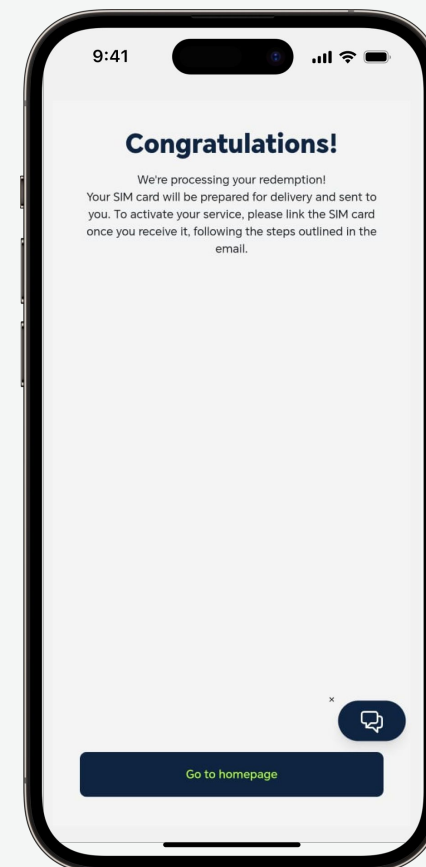 9:41
Congratulations!
We're processing your redemption!
Your SIM card will be prepared for delivery and sent to
you. To activate your service, please link the SIM card
once you receive it, following the steps outlined in the
email.
×
Go to homepage